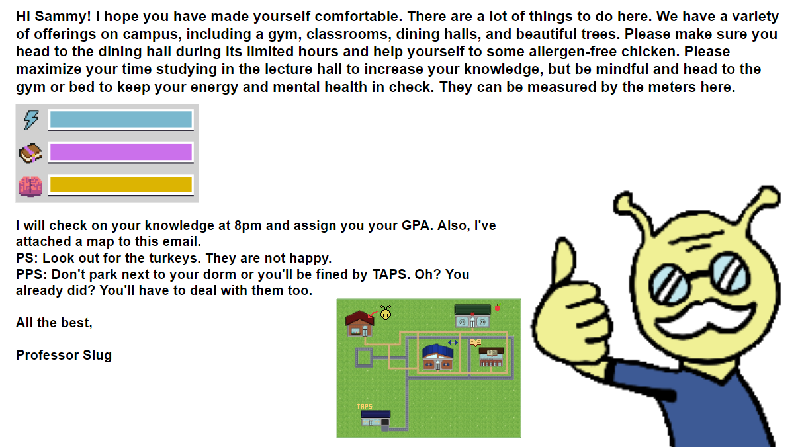 Hi Sammy! I hope you have made yourself comfortable. There are a lot of things to do here. We have a variety
of offerings on campus, including a gym, classrooms, dining halls, and beautiful trees. Please make sure you
head to the dining hall during its limited hours and help yourself to some allergen-free chicken. Please
maximize your time studying in the lecture hall to increase your knowledge, but be mindful and head to the
gym or bed to keep your energy and mental health in check. They can be measured by the meters here.
I will check on your knowledge at 8pm and assign you your GPA. Also, I've
attached a map to this email.
PS: Look out for the turkeys. They are not happy.
PPS: Don't park next to your dorm or you'll be fined by TAPS. Oh? You
already did? You'll have to deal with them too.
All the best,
Professor Slug
TAPS